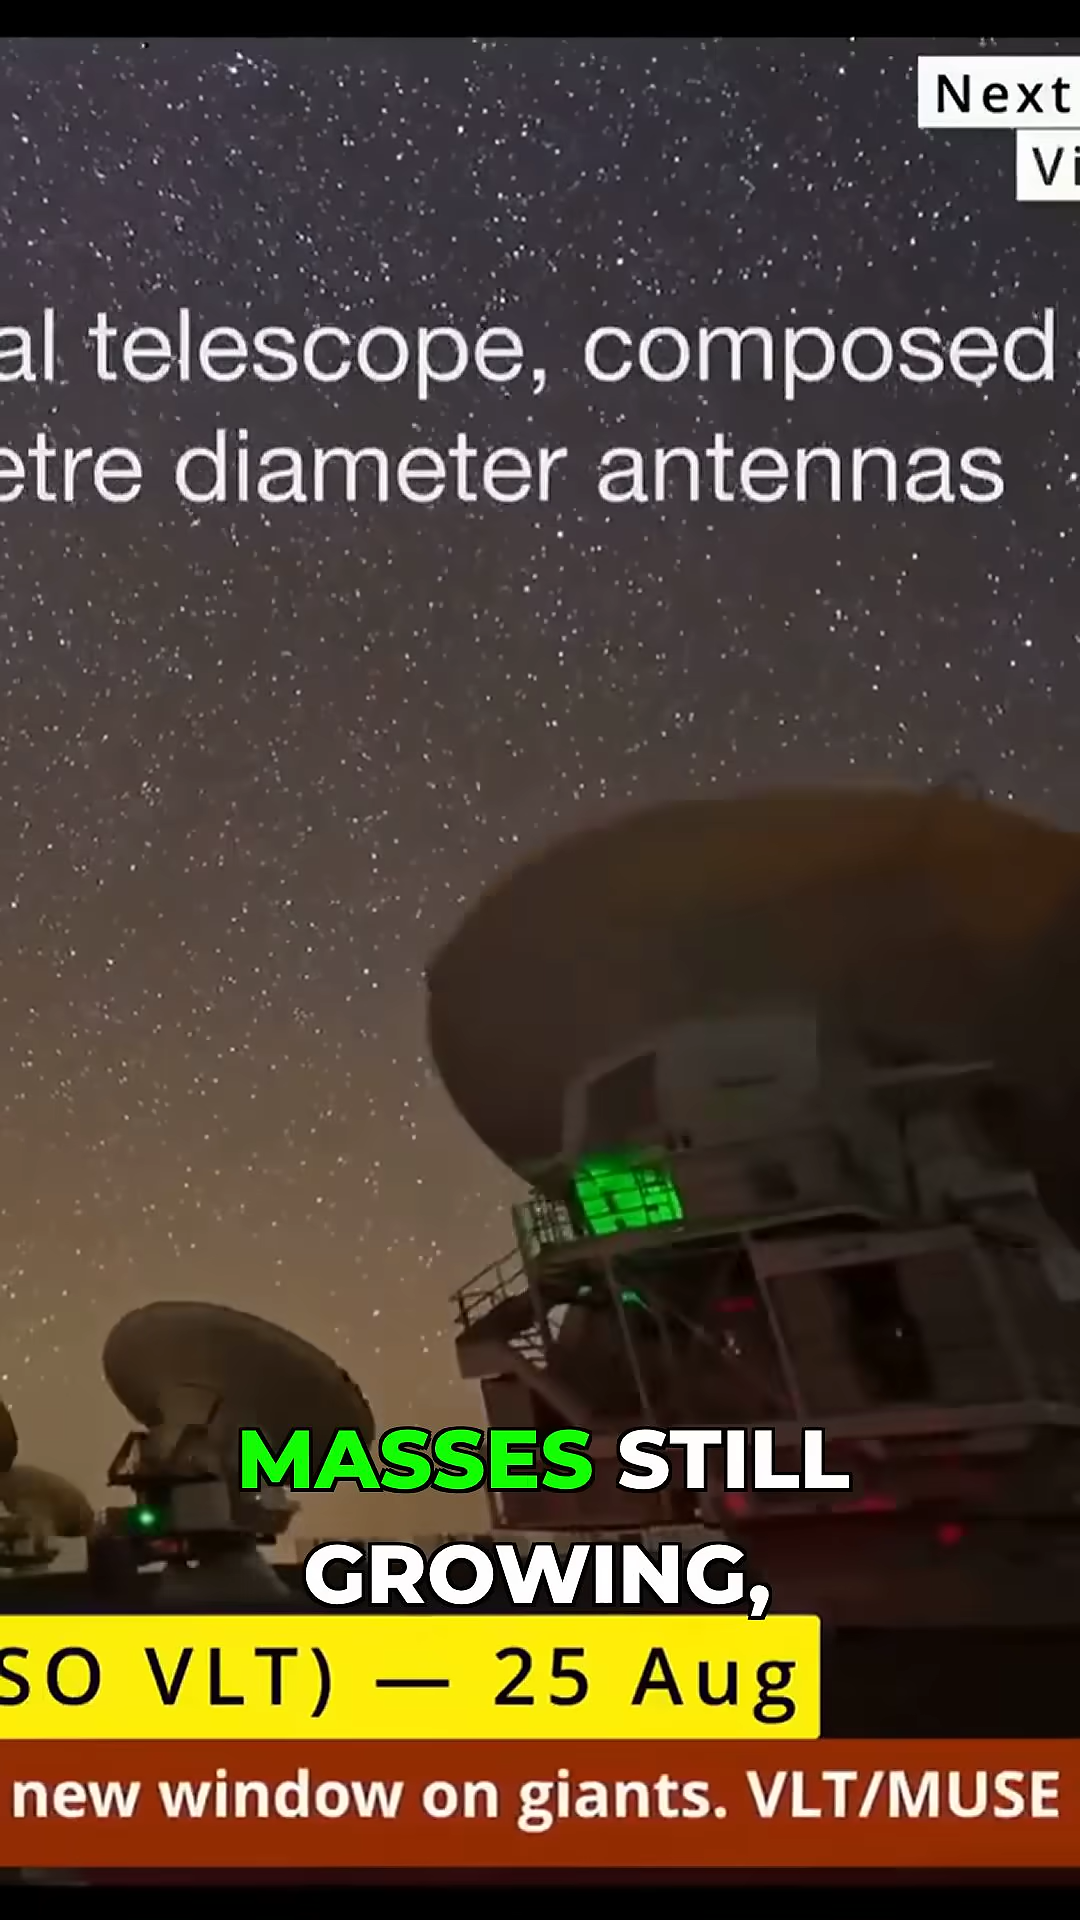 Next
Vi
al telescope, composed
etre diameter antennas
MASSES STILL
GROWING,
SO VLT) — 25 Aug
new window on giants. VLT/MUSE